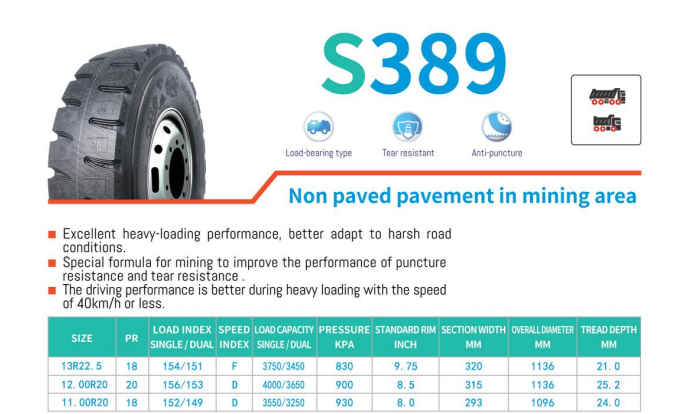 S389
Load-bearing type
Tear resistant
Anti-puncture
Non paved pavement in mining area
Excellent heavy-loading performance, better adapt to harsh road
conditions.
Special formula for mining to improve the performance of puncture
resistance and tear resistance .
The driving performance is better during heavy loading with the speed
of 40km/h or less.
SIZE PR LOAD INDEX SINGLE / DUAL SPEED INDEX LOAD CAPACITY SINGLE / DUAL PRESSURE KPA STANDARD RIM INCH SECTION WIDTH MM OVERALL DIAMETER MM TREAD DEPTH MM
13R22.5 18 154/151 F 3750/3450 830 9.75 320 1136 21.0
12.00R20 20 156/153 D 4000/3650 900 8.5 315 1136 25.2
11.00R20 18 152/149 D 3550/3250 930 8.0 293 1096 24.0